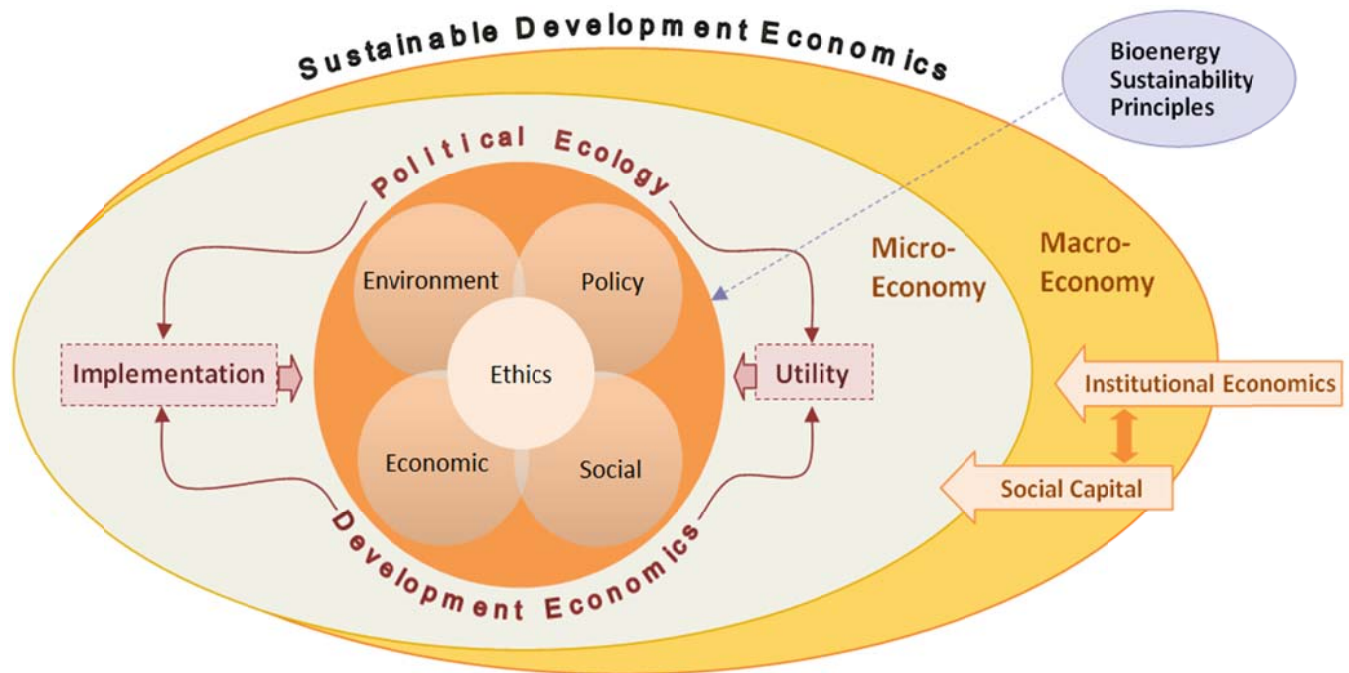 Sustainable Development Economics
Bioenergy
Sustainability
Principles
Political Ecology
Environment
Policy
Micro-
Economy
Macro-
Economy
Implementation
Ethics
Utility
Institutional Economics
Economic
Social
Social Capital
Development Economics